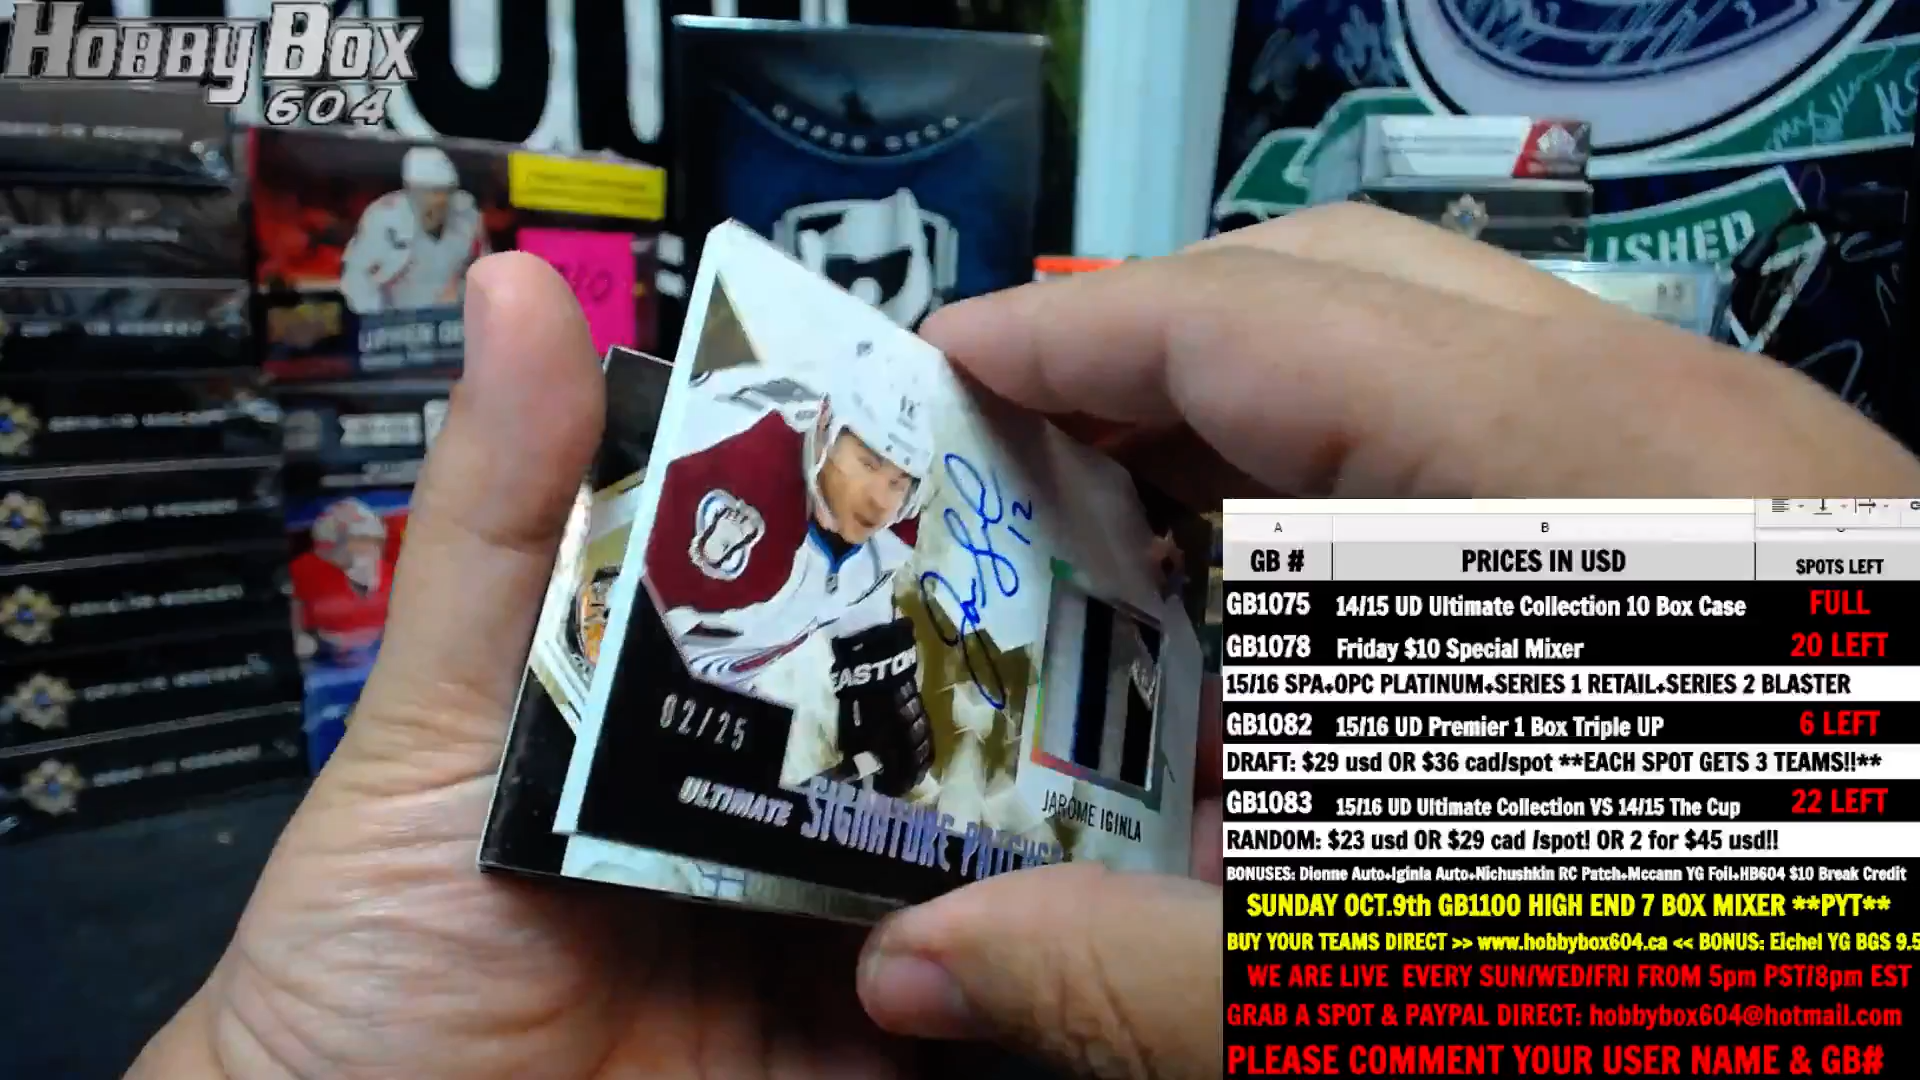 HOBBYBOX
604
UPPER DECK
UPPER DE
LISHED
9.5
12
EASTON
02/25
ULTIMATE SIGNATURE PATCHES
JAROME IGINLA
A B
GB # PRICES IN USD SPOTS LEFT
GB1075 14/15 UD Ultimate Collection 10 Box Case FULL
GB1078 Friday $10 Special Mixer 20 LEFT
15/16 SPA+OPC PLATINUM+SERIES 1 RETAIL+SERIES 2 BLASTER
GB1082 15/16 UD Premier 1 Box Triple UP 6 LEFT
DRAFT: $29 usd OR $36 cad/spot **EACH SPOT GETS 3 TEAMS!!**
GB1083 15/16 UD Ultimate Collection VS 14/15 The Cup 22 LEFT
RANDOM: $23 usd OR $29 cad /spot! OR 2 for $45 usd!!
BONUSES: Dionne Auto+Iginla Auto+Nichushkin RC Patch+Mccann YG Foil+HB604 $10 Break Credit
SUNDAY OCT.9th GB1100 HIGH END 7 BOX MIXER **PYT**
BUY YOUR TEAMS DIRECT >> www.hobbybox604.ca << BONUS: Eichel YG BGS 9.5
WE ARE LIVE EVERY SUN/WED/FRI FROM 5pm PST/8pm EST
GRAB A SPOT & PAYPAL DIRECT: hobbybox604@hotmail.com
PLEASE COMMENT YOUR USER NAME & GB#